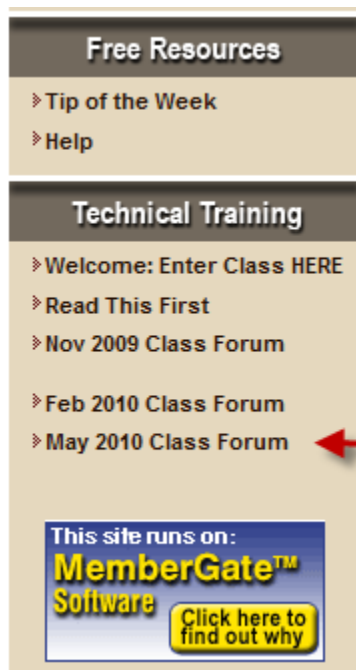 Free Resources
Tip of the Week
Help
Technical Training
Welcome: Enter Class HERE
Read This First
Nov 2009 Class Forum
Feb 2010 Class Forum
May 2010 Class Forum
This site runs on:
MemberGate™
Software
Click here to
find out why